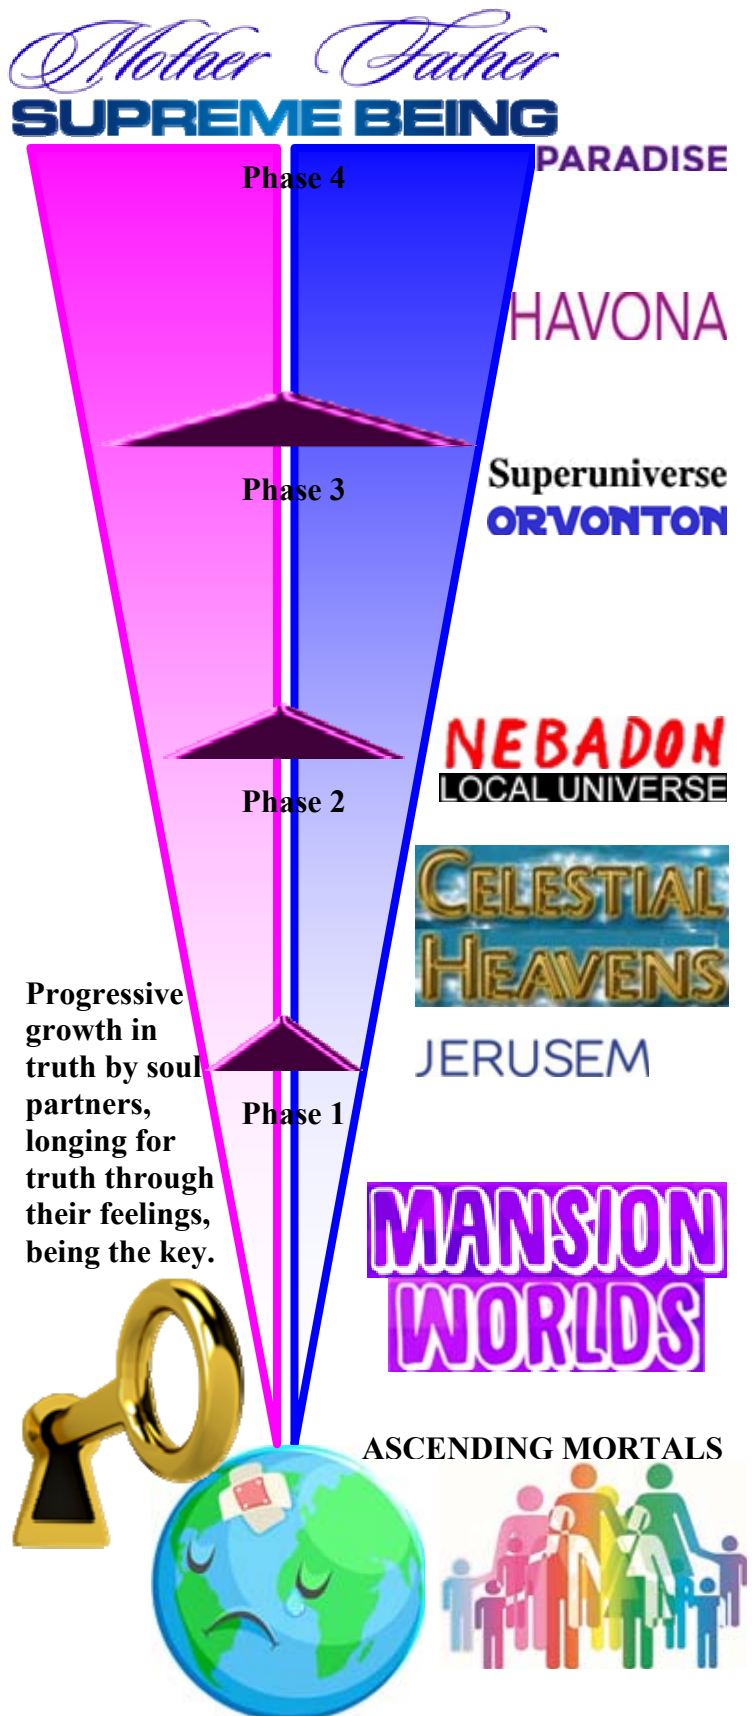 Mother Father
SUPREME BEING
PARADISE
Phase 4
HAVONA
Phase 3
Superuniverse
ORVONTON
NEBADON
LOCAL UNIVERSE
Phase 2
CELESTIAL
HEAVENS
JERUSEM
Phase 1
Progressive
growth in
truth by soul
partners,
longing for
truth through
their feelings,
being the key.
MANSION
WORLDS
ASCENDING MORTALS